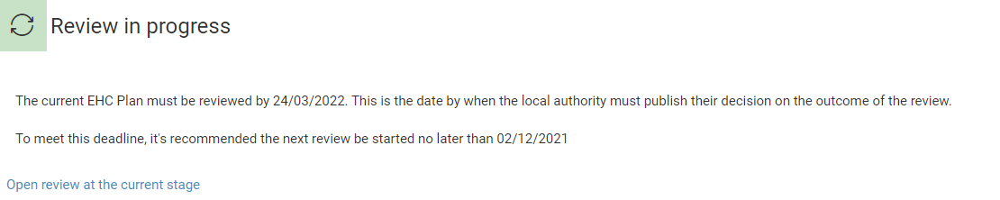 Review in progress
The current EHC Plan must be reviewed by 24/03/2022. This is the date by when the local authority must publish their decision on the outcome of the review.
To meet this deadline, it's recommended the next review be started no later than 02/12/2021
Open review at the current stage